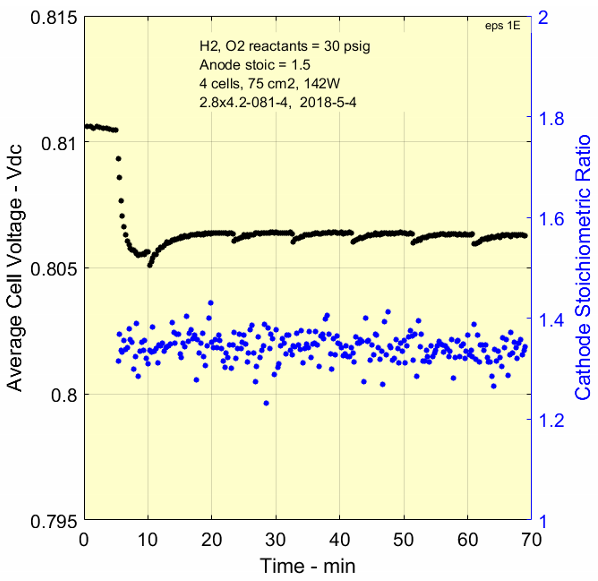 0.815
eps 1E
2
H2, O2 reactants = 30 psig
Anode stoic = 1.5
4 cells, 75 cm2, 142W
2.8x4.2-081-4,  2018-5-4
0.81
1.8
Average Cell Voltage - Vdc
Cathode Stoichiometric Ratio
1.6
0.805
1.4
0.8
1.2
0.795
1
0 10 20 30 40 50 60 70
Time - min